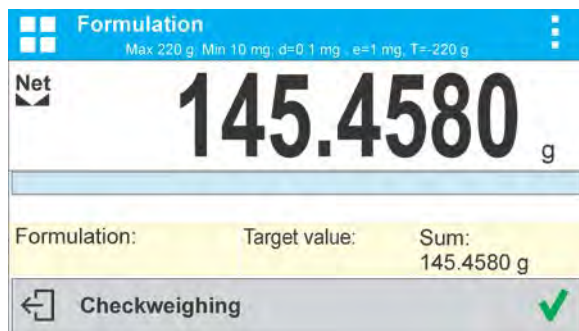 Formulation
Max 220 g; Min 10 mg; d=0.1 mg , e=1 mg, T=-220 g
Net
145.4580 g
Formulation: Target value: Sum:
145.4580 g
Checkweighing